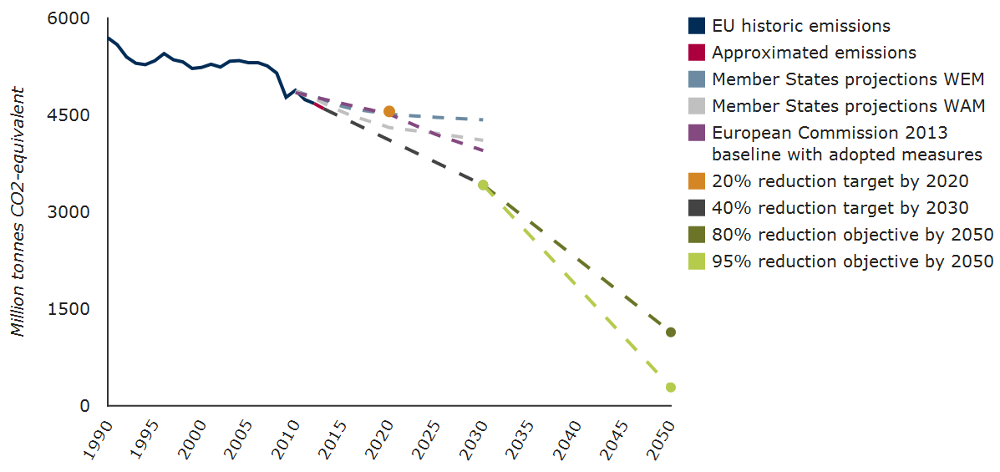 6000
4500
3000
1500
0
Million tonnes CO2-equivalent
1990
1995
2000
2005
2010
2015
2020
2025
2030
2035
2040
2045
2050
EU historic emissions
Approximated emissions
Member States projections WEM
Member States projections WAM
European Commission 2013
baseline with adopted measures
20% reduction target by 2020
40% reduction target by 2030
80% reduction objective by 2050
95% reduction objective by 2050